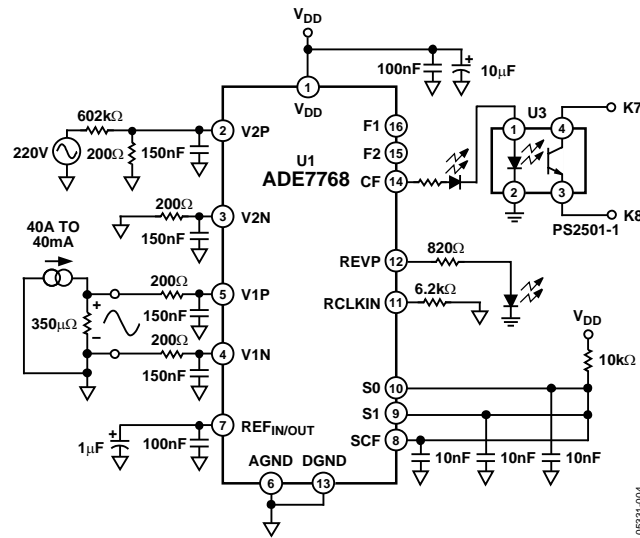 VDD
100nF
10µF
1
VDD
602kΩ
2
V2P
220V
200Ω
150nF
U1
ADE7768
F1
16
F2
15
CF
14
U3
1
4
K7
2
3
K8
PS2501-1
200Ω
3
V2N
150nF
40A TO
40mA
200Ω
5
V1P
150nF
350µΩ
+
–
200Ω
4
V1N
150nF
REVP
12
820Ω
RCLKIN
11
6.2kΩ
VDD
10kΩ
S0
10
S1
9
SCF
8
10nF
10nF
10nF
+
1µF
100nF
7
REFIN/OUT
AGND
DGND
6
13
+
05331-004